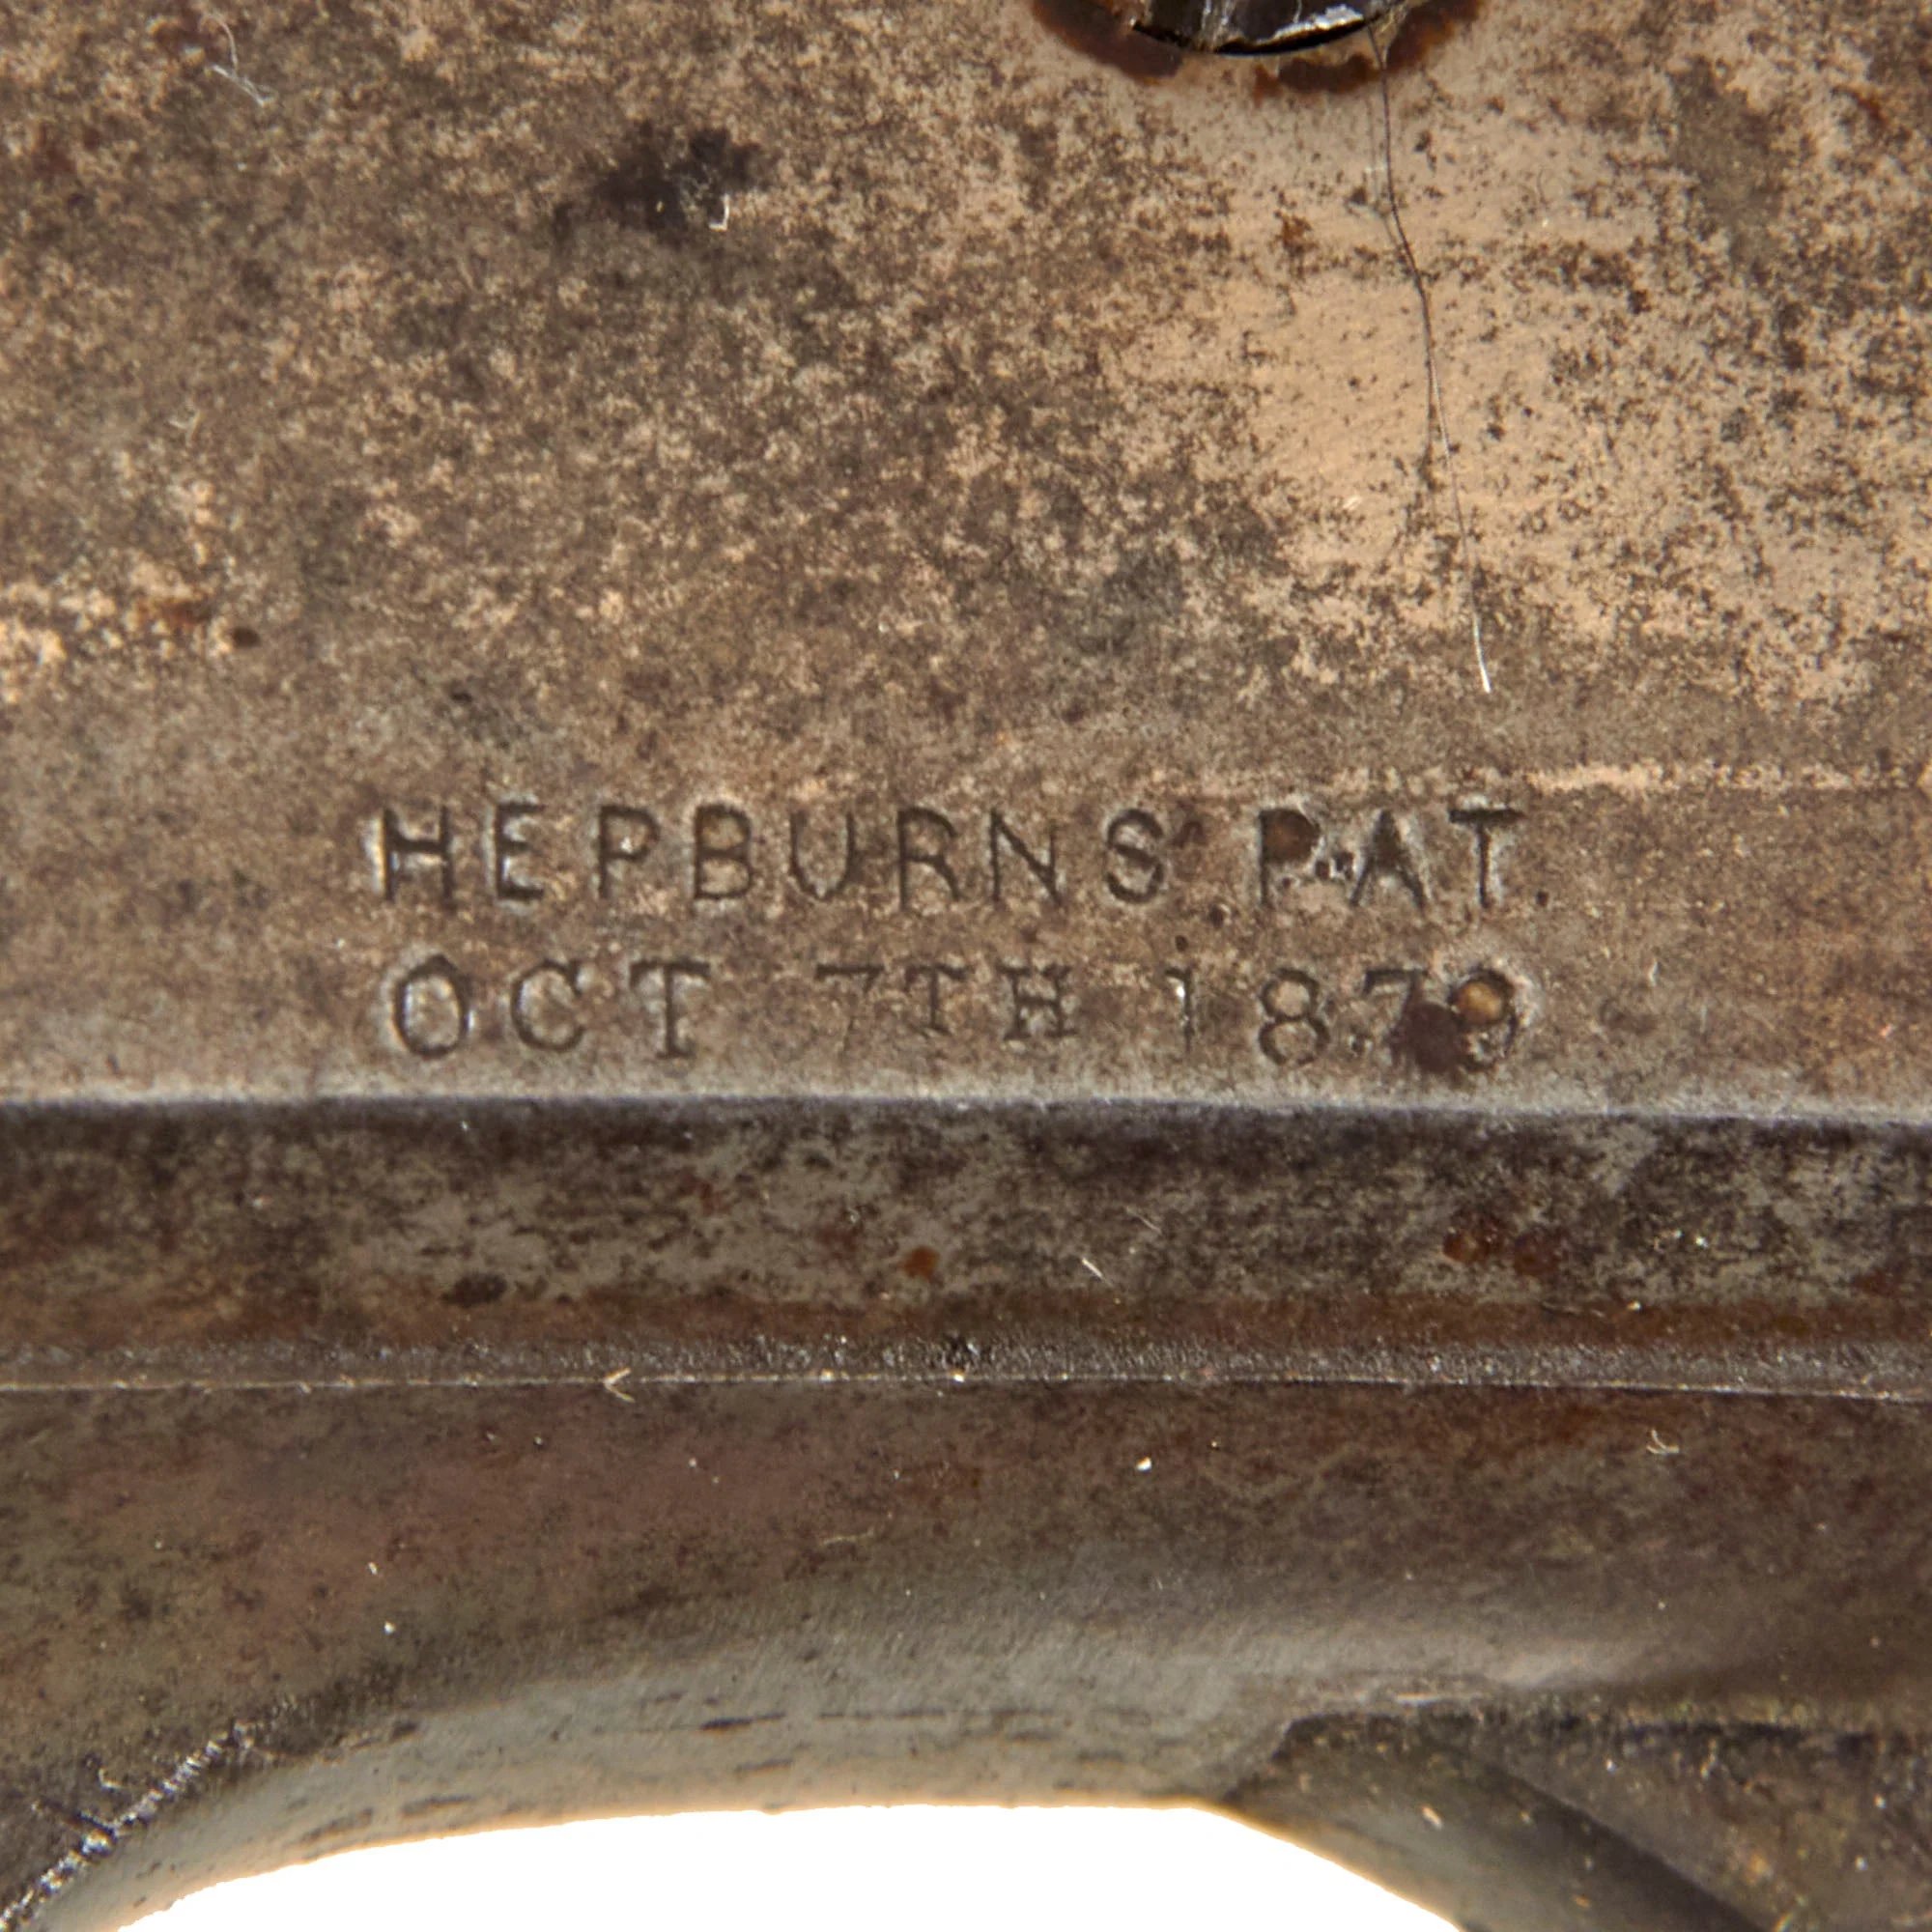 HEPBURNS PAT.
OCT 7TH 1879